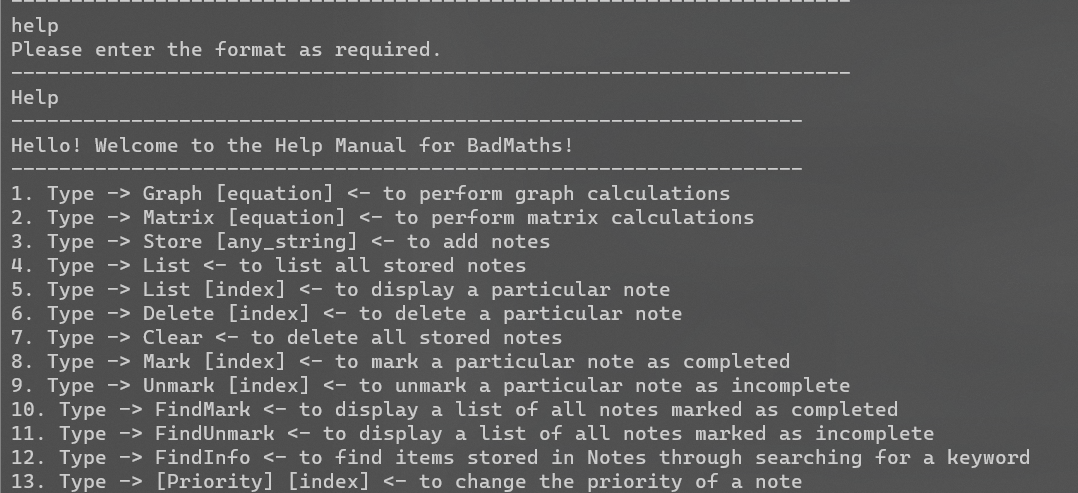 --------------------------------------------------------------------
help
Please enter the format as required.
----------------------------------------------------------------------
Help
------------------------------------------------------------------
Hello! Welcome to the Help Manual for BadMaths!
------------------------------------------------------------------
1. Type -> Graph [equation] <- to perform graph calculations
2. Type -> Matrix [equation] <- to perform matrix calculations
3. Type -> Store [any_string] <- to add notes
4. Type -> List <- to list all stored notes
5. Type -> List [index] <- to display a particular note
6. Type -> Delete [index] <- to delete a particular note
7. Type -> Clear <- to delete all stored notes
8. Type -> Mark [index] <- to mark a particular note as completed
9. Type -> Unmark [index] <- to unmark a particular note as incomplete
10. Type -> FindMark <- to display a list of all notes marked as completed
11. Type -> FindUnmark <- to display a list of all notes marked as incomplete
12. Type -> FindInfo <- to find items stored in Notes through searching for a keyword
13. Type -> [Priority] [index] <- to change the priority of a note